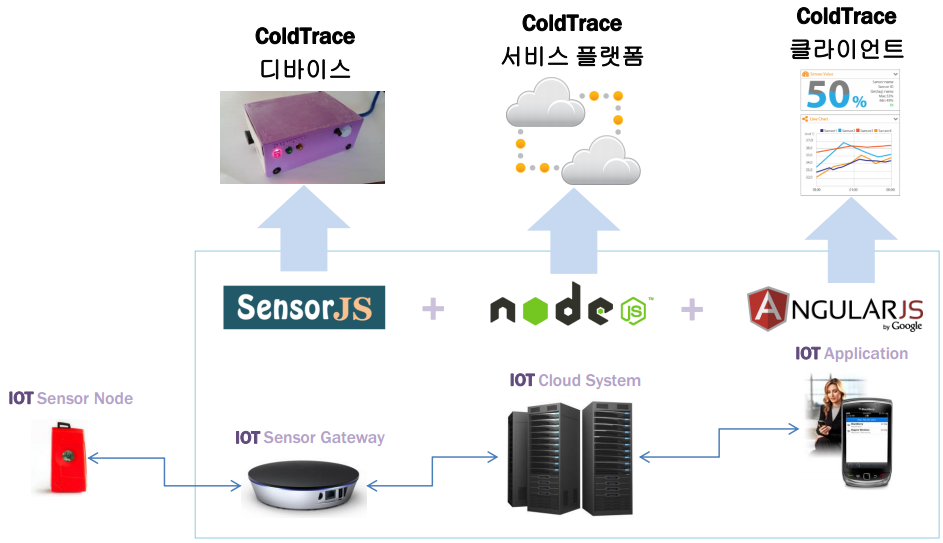 ColdTrace
디바이스
ColdTrace
서비스 플랫폼
ColdTrace
클라이언트
50%
SensorJS
+
node
JS
TM
+
ANGULARJS
by Google
IOT Sensor Node
IOT Sensor Gateway
IOT Cloud System
IOT Application